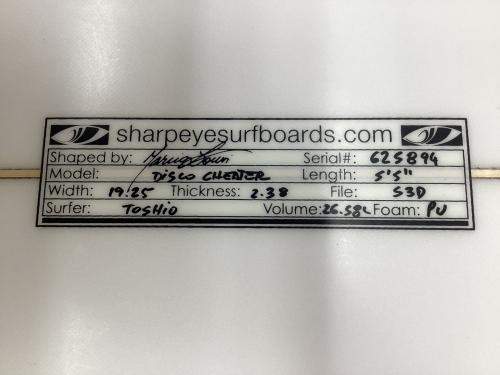 sharpeyesurfboards.com
Shaped by: Serial#: 625894
Model: DISCO CHEATER Length: 5'5"
Width: 19.25 Thickness: 2.38 File: S3D
Surfer: TOSHIO Volume: 26.58L Foam: PU